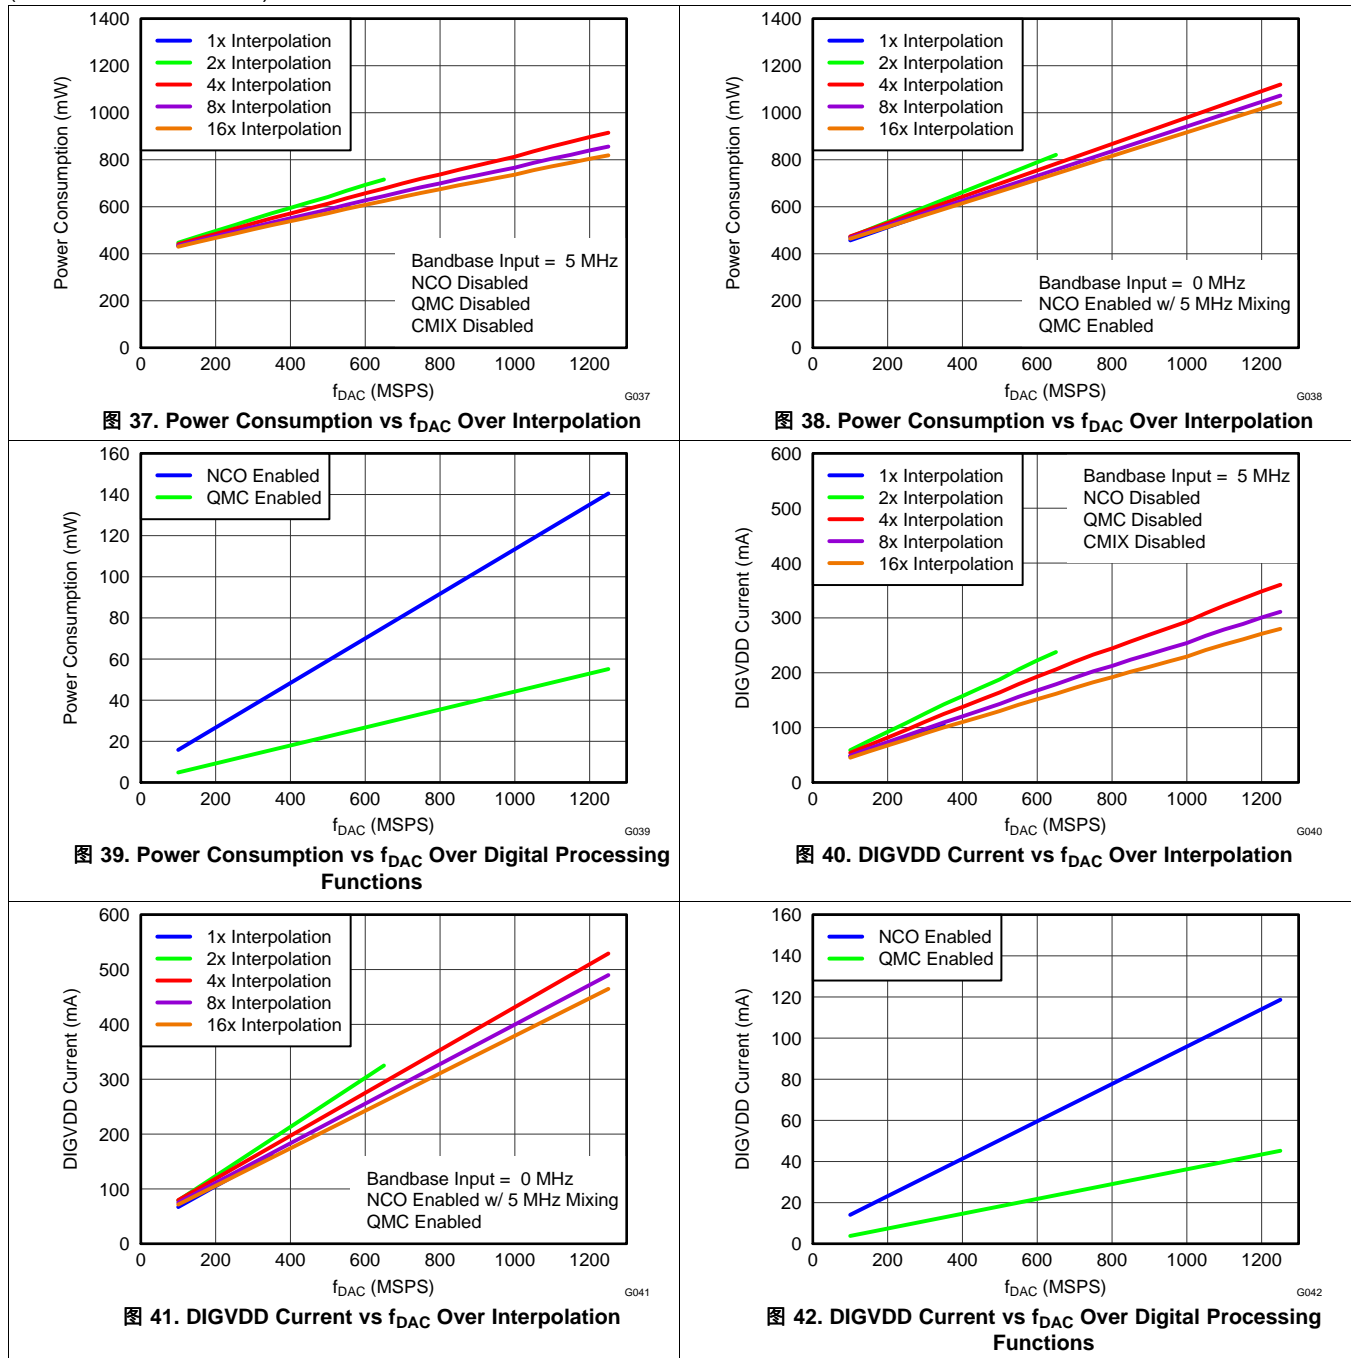 1400
1200
1000
800
600
400
200
0
Power Consumption (mW)
1x Interpolation
2x Interpolation
4x Interpolation
8x Interpolation
16x Interpolation
Bandbase Input = 5 MHz
NCO Disabled
QMC Disabled
CMIX Disabled
0 200 400 600 800 1000 1200
fDAC (MSPS)
G037
图 37. Power Consumption vs fDAC Over Interpolation
1400
1200
1000
800
600
400
200
0
Power Consumption (mW)
1x Interpolation
2x Interpolation
4x Interpolation
8x Interpolation
16x Interpolation
Bandbase Input = 0 MHz
NCO Enabled w/ 5 MHz Mixing
QMC Enabled
0 200 400 600 800 1000 1200
fDAC (MSPS)
G038
图 38. Power Consumption vs fDAC Over Interpolation
160
140
120
100
80
60
40
20
0
Power Consumption (mW)
NCO Enabled
QMC Enabled
0 200 400 600 800 1000 1200
fDAC (MSPS)
G039
图 39. Power Consumption vs fDAC Over Digital Processing
Functions
600
500
400
300
200
100
0
DIGVDD Current (mA)
1x Interpolation
2x Interpolation
4x Interpolation
8x Interpolation
16x Interpolation
Bandbase Input = 5 MHz
NCO Disabled
QMC Disabled
CMIX Disabled
0 200 400 600 800 1000 1200
fDAC (MSPS)
G040
图 40. DIGVDD Current vs fDAC Over Interpolation
600
500
400
300
200
100
0
DIGVDD Current (mA)
1x Interpolation
2x Interpolation
4x Interpolation
8x Interpolation
16x Interpolation
Bandbase Input = 0 MHz
NCO Enabled w/ 5 MHz Mixing
QMC Enabled
0 200 400 600 800 1000 1200
fDAC (MSPS)
G041
图 41. DIGVDD Current vs fDAC Over Interpolation
160
140
120
100
80
60
40
20
0
DIGVDD Current (mA)
NCO Enabled
QMC Enabled
0 200 400 600 800 1000 1200
fDAC (MSPS)
G042
图 42. DIGVDD Current vs fDAC Over Digital Processing
Functions